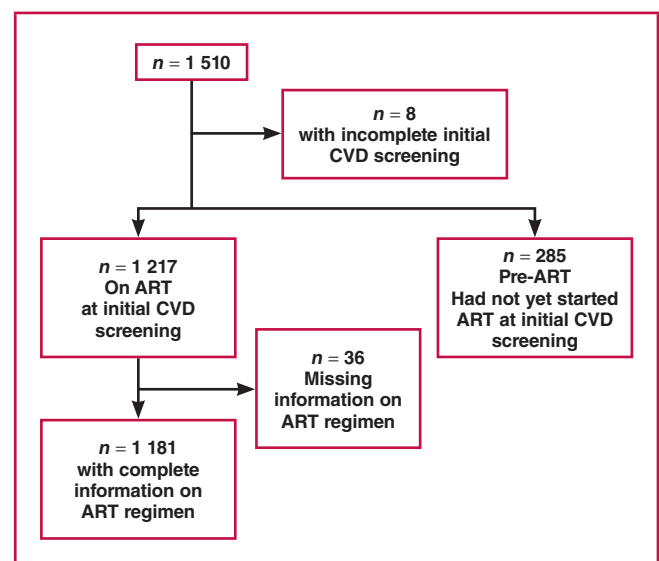 n = 1 510
n = 8
with incomplete initial
CVD screening
n = 1 217
On ART
at initial CVD
screening
n = 285
Pre-ART
Had not yet started
ART at initial CVD
screening
n = 36
Missing
information on
ART regimen
n = 1 181
with complete
information on
ART regimen